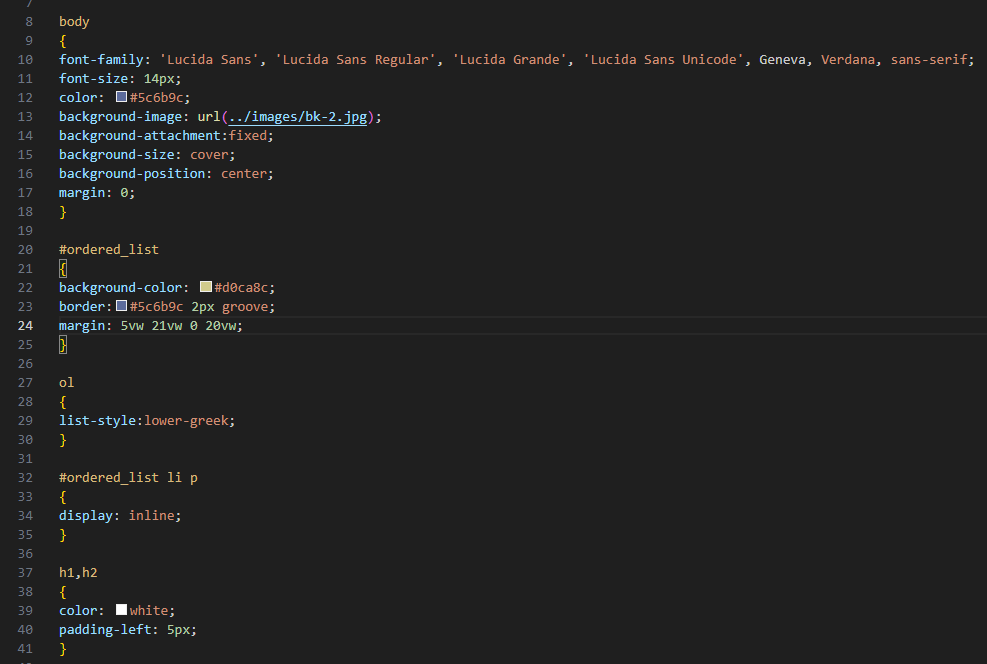 7
8 body
9 {
10 font-family: 'Lucida Sans', 'Lucida Sans Regular', 'Lucida Grande', 'Lucida Sans Unicode', Geneva, Verdana, sans-serif;
11 font-size: 14px;
12 color: #5c6b9c;
13 background-image: url(../images/bk-2.jpg);
14 background-attachment:fixed;
15 background-size: cover;
16 background-position: center;
17 margin: 0;
18 }
19
20 #ordered_list
21 {
22 background-color: #d0ca8c;
23 border: #5c6b9c 2px groove;
24 margin: 5vw 21vw 0 20vw;
25 }
26
27 ol
28 {
29 list-style:lower-greek;
30 }
31
32 #ordered_list li p
33 {
34 display: inline;
35 }
36
37 h1,h2
38 {
39 color: white;
40 padding-left: 5px;
41 }